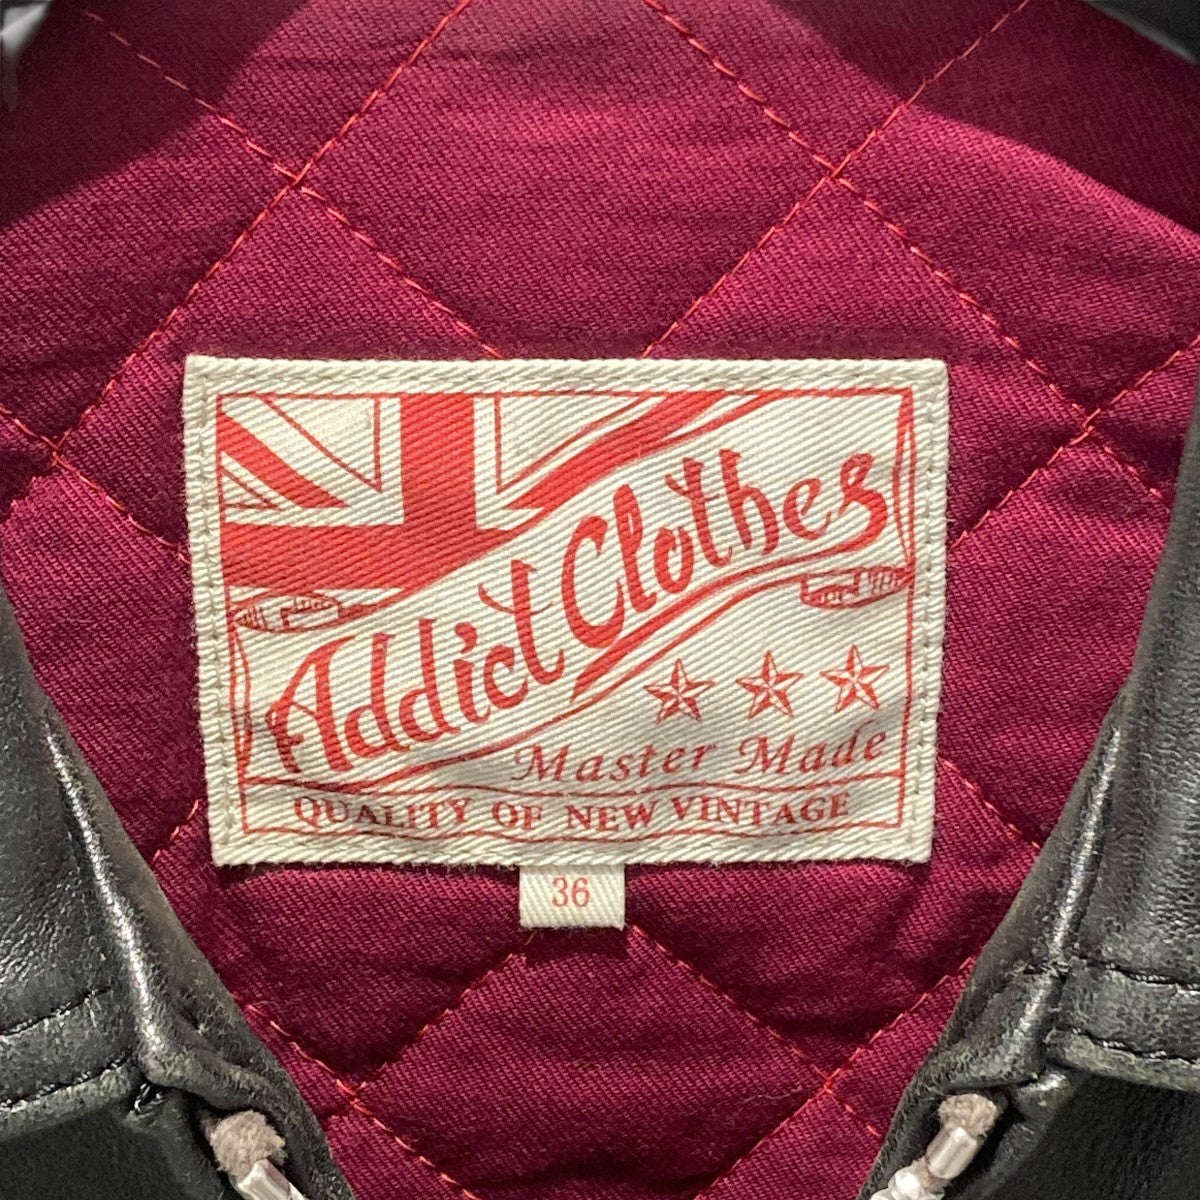 Addict Clothes
Master Made
QUALITY OF NEW VINTAGE
36